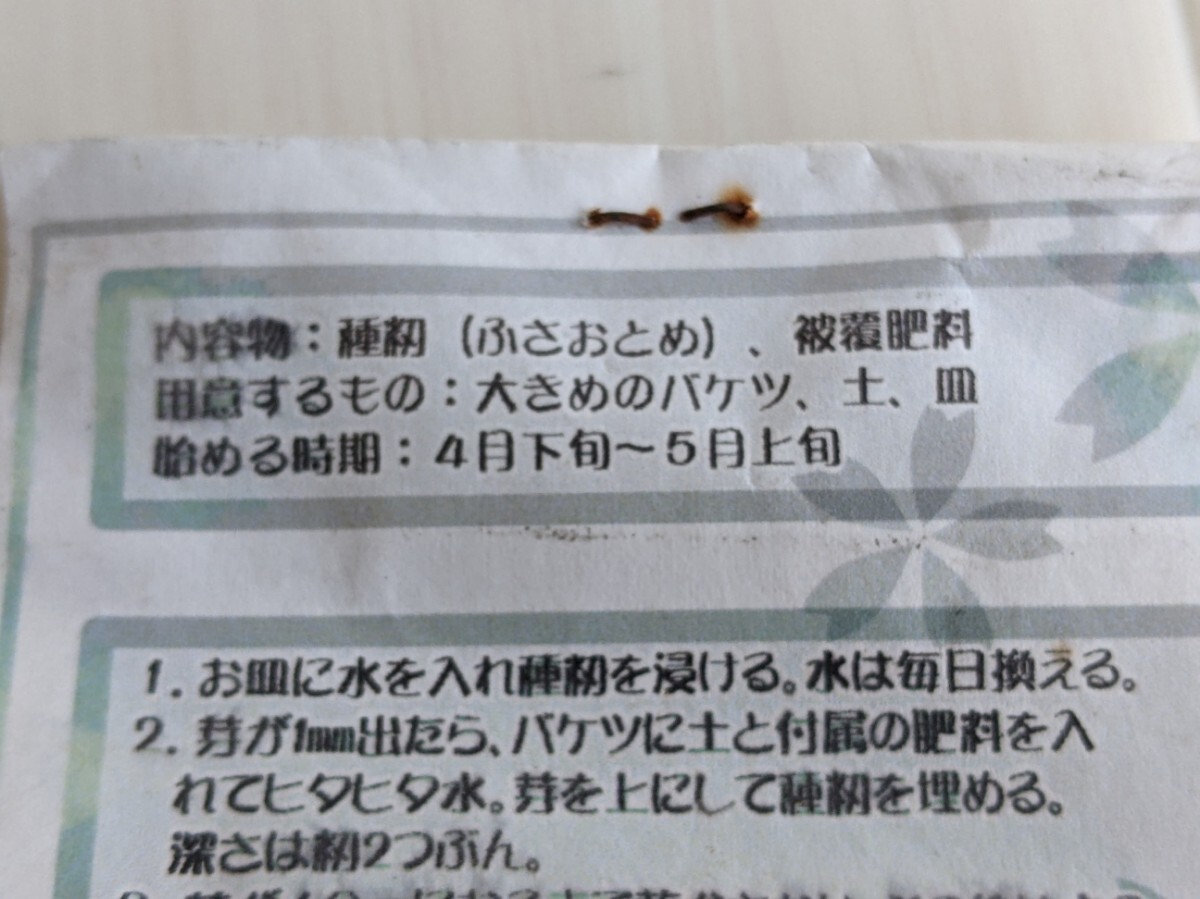 内容物：種籾（ふさおとめ）、被覆肥料
用意するもの：大きめのバケツ、土、皿
始める時期：４月下旬～５月上旬
1. お皿に水を入れ種籾を浸ける。水は毎日換える。
2. 芽が1mm出たら、バケツに土と付属の肥料を入
れてヒタヒタ水。芽を上にして種籾を埋める。
深さは籾2つぶん。